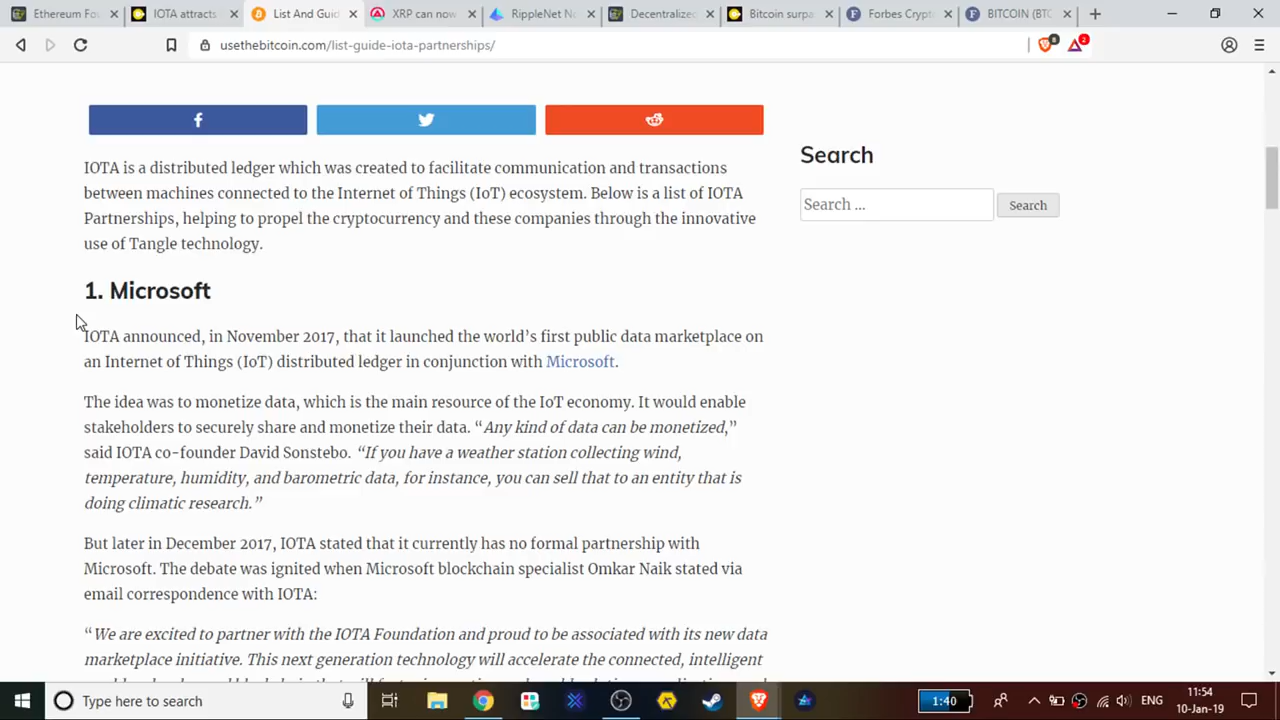 Ethereum Fou
IOTA attracts
List And Guid
XRP can now
RippleNet No
Decentralized
Bitcoin surpa
Forbes Crypt
BITCOIN (BTC
usethebitcoin.com/list-guide-iota-partnerships/
8
2
IOTA is a distributed ledger which was created to facilitate communication and transactions
between machines connected to the Internet of Things (IoT) ecosystem. Below is a list of IOTA
Partnerships, helping to propel the cryptocurrency and these companies through the innovative
use of Tangle technology.
Search
Search ...
Search
1. Microsoft
IOTA announced, in November 2017, that it launched the world's first public data marketplace on
an Internet of Things (IoT) distributed ledger in conjunction with Microsoft.
The idea was to monetize data, which is the main resource of the IoT economy. It would enable
stakeholders to securely share and monetize their data. “Any kind of data can be monetized,”
said IOTA co-founder David Sonstebo. “If you have a weather station collecting wind,
temperature, humidity, and barometric data, for instance, you can sell that to an entity that is
doing climatic research.”
But later in December 2017, IOTA stated that it currently has no formal partnership with
Microsoft. The debate was ignited when Microsoft blockchain specialist Omkar Naik stated via
email correspondence with IOTA:
“We are excited to partner with the IOTA Foundation and proud to be associated with its new data
marketplace initiative. This next generation technology will accelerate the connected, intelligent
Type here to search
1:40
ENG
11:54
10-Jan-19